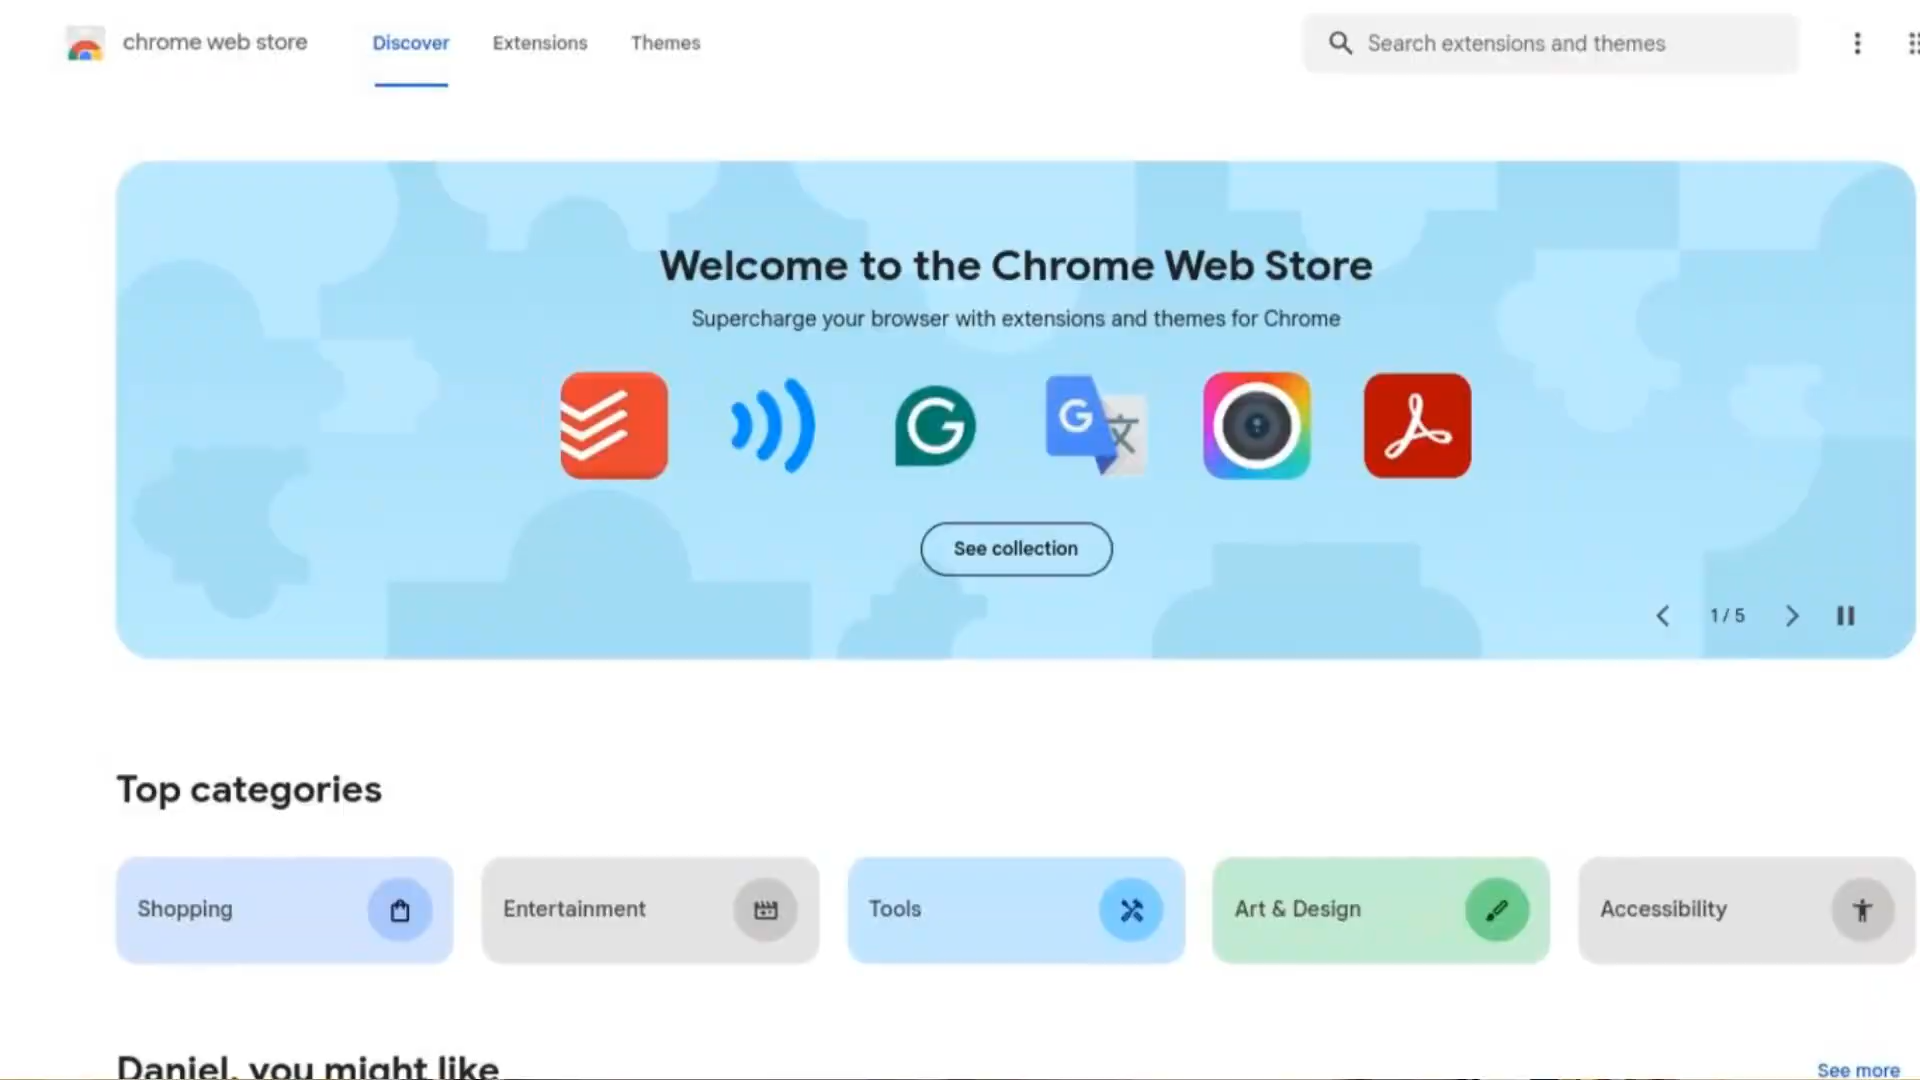 chrome web store
Discover
Extensions
Themes
Search extensions and themes
Welcome to the Chrome Web Store
Supercharge your browser with extensions and themes for Chrome
G
G 文
See collection
1 / 5
Top categories
Shopping
Entertainment
Tools
Art & Design
Accessibility
Daniel, you might like
See more